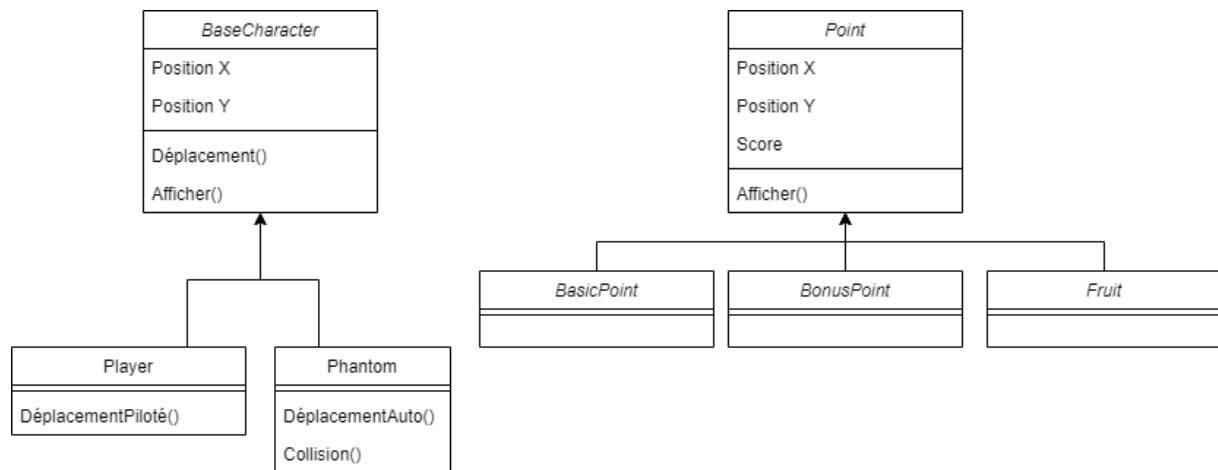 BaseCharacter
Position X
Position Y
Déplacement()
Afficher()
Point
Position X
Position Y
Score
Afficher()
BasicPoint
BonusPoint
Fruit
Player
DéplacementPiloté()
Phantom
DéplacementAuto()
Collision()